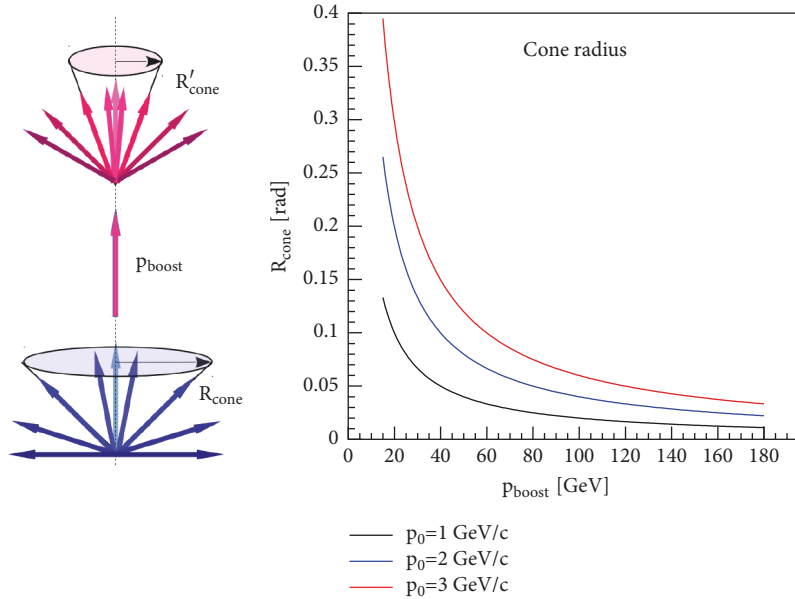 R′cone
pboost
Rcone
Cone radius
Rcone [rad]
0.4
0.35
0.3
0.25
0.2
0.15
0.1
0.05
0
0 20 40 60 80 100 120 140 160 180
pboost [GeV]
p0=1 GeV/c
p0=2 GeV/c
p0=3 GeV/c